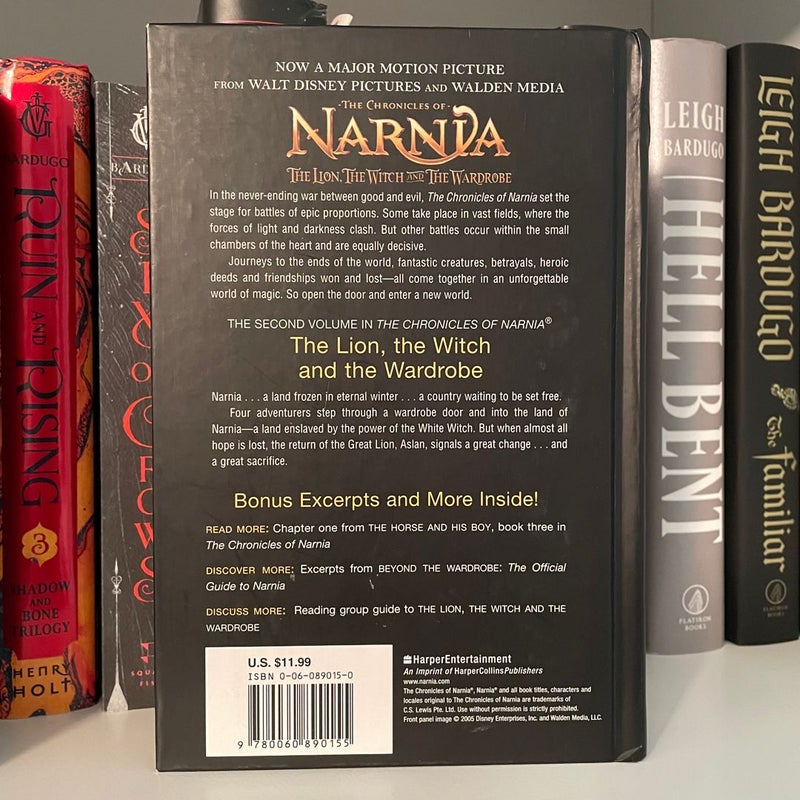 NOW A MAJOR MOTION PICTURE
FROM WALT DISNEY PICTURES AND WALDEN MEDIA
THE CHRONICLES OF
NARNIA
THE LION, THE WITCH AND THE WARDROBE
In the never-ending war between good and evil, The Chronicles of Narnia set the
stage for battles of epic proportions. Some take place in vast fields, where the
forces of light and darkness clash. But other battles occur within the small
chambers of the heart and are equally decisive.
Journeys to the ends of the world, fantastic creatures, betrayals, heroic
deeds and friendships won and lost—all come together in an unforgettable
world of magic. So open the door and enter a new world.
THE SECOND VOLUME IN THE CHRONICLES OF NARNIA®
The Lion, the Witch
and the Wardrobe
Narnia . . . a land frozen in eternal winter . . . a country waiting to be set free.
Four adventurers step through a wardrobe door and into the land of
Narnia—a land enslaved by the power of the White Witch. But when almost all
hope is lost, the return of the Great Lion, Aslan, signals a great change . . . and
a great sacrifice.
Bonus Excerpts and More Inside!
READ MORE: Chapter one from THE HORSE AND HIS BOY, book three in
The Chronicles of Narnia
DISCOVER MORE: Excerpts from BEYOND THE WARDROBE: The Official
Guide to Narnia
DISCUSS MORE: Reading group guide to THE LION, THE WITCH AND THE
WARDROBE
U.S. $11.99
ISBN 0-06-089015-0
9 780060 890155
HarperEntertainment
An Imprint of HarperCollinsPublishers
www.narnia.com
The Chronicles of Narnia®, Narnia® and all book titles, characters and
locales original to The Chronicles of Narnia are trademarks of
C.S. Lewis Pte. Ltd. Use without permission is strictly prohibited.
Front panel image © 2005 Disney Enterprises, Inc. and Walden Media, LLC.
BARDUGO
RUIN AND RISING
3
SHADOW
AND
BONE
TRILOGY
HENRY
HOLT
LEIGH
BARDUGO
HELL BENT
FLATIRON
BOOKS
LEIGH BARDUGO
The Familiar
FLATIRON
BOOKS